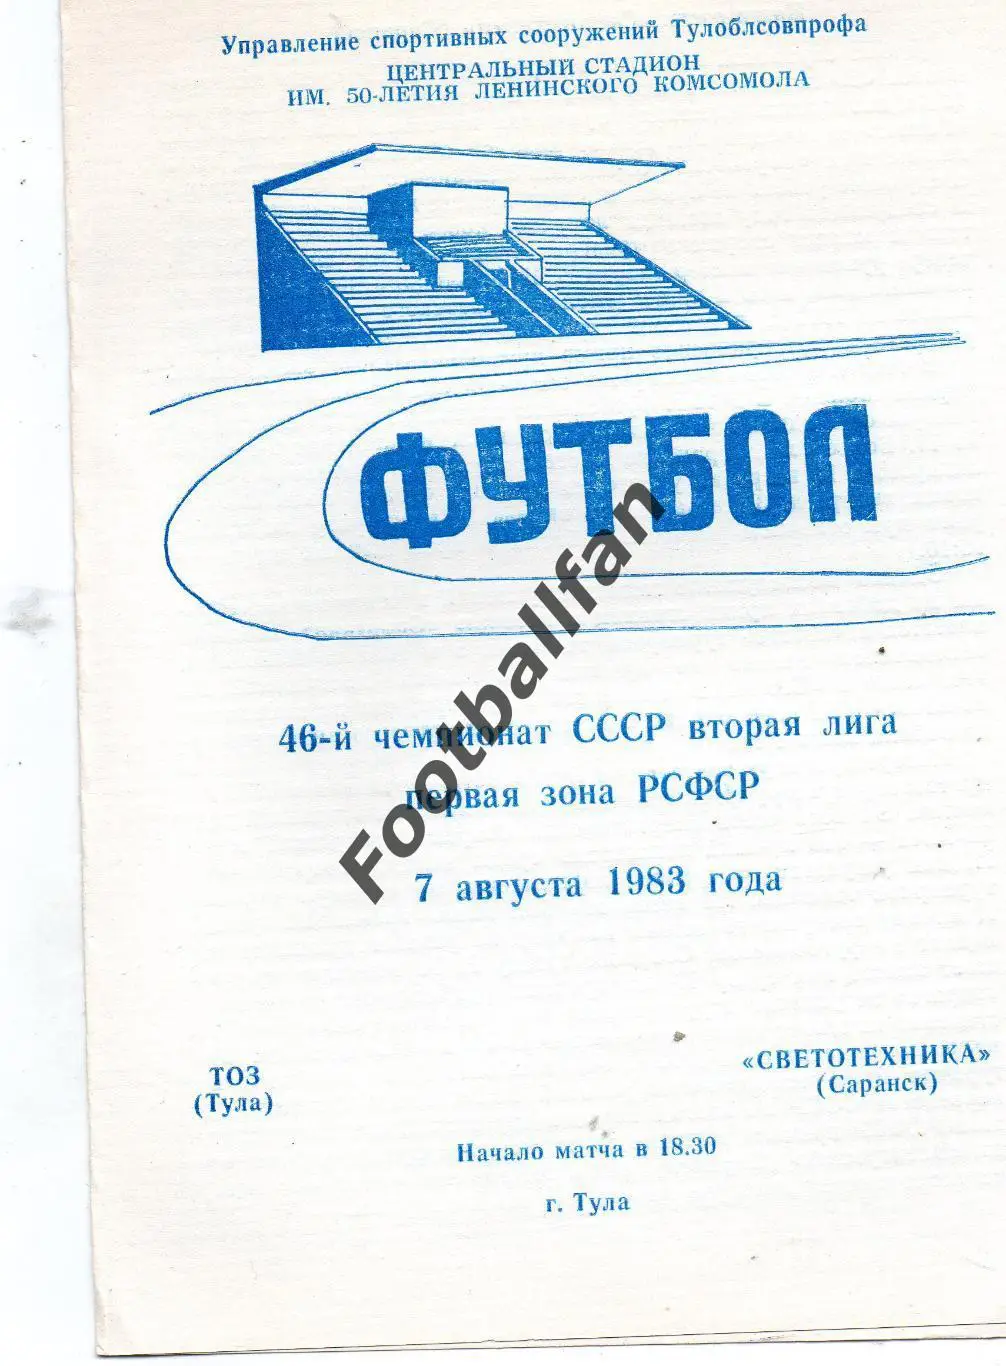 Управление спортивных сооружений Тулоблсовпрофа
ЦЕНТРАЛЬНЫЙ СТАДИОН
ИМ. 50-ЛЕТИЯ ЛЕНИНСКОГО КОМСОМОЛА
ФУТБОЛ
Footballfan
46-й чемпионат СССР вторая лига
первая зона РСФСР
7 августа 1983 года
ТОЗ
(Тула)
«СВЕТОТЕХНИКА»
(Саранск)
Начало матча в 18.30
г. Тула